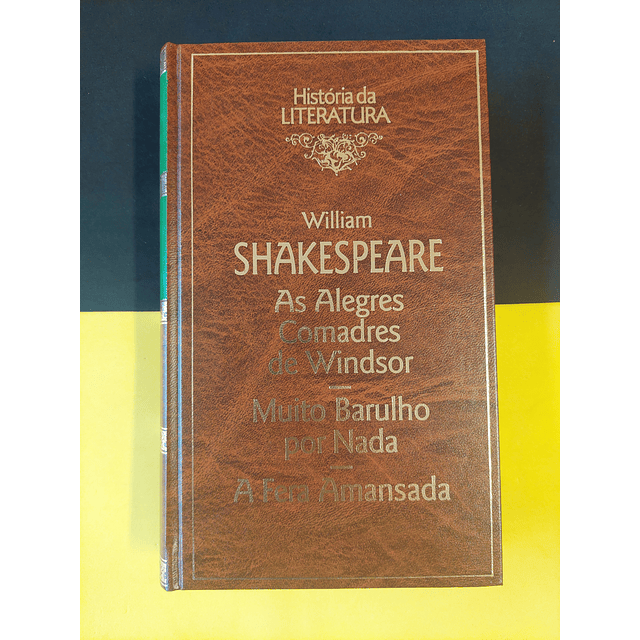 História da
LITERATURA
William
SHAKESPEARE
As Alegres
Comadres
de Windsor
Muito Barulho
por Nada
A Fera Amansada